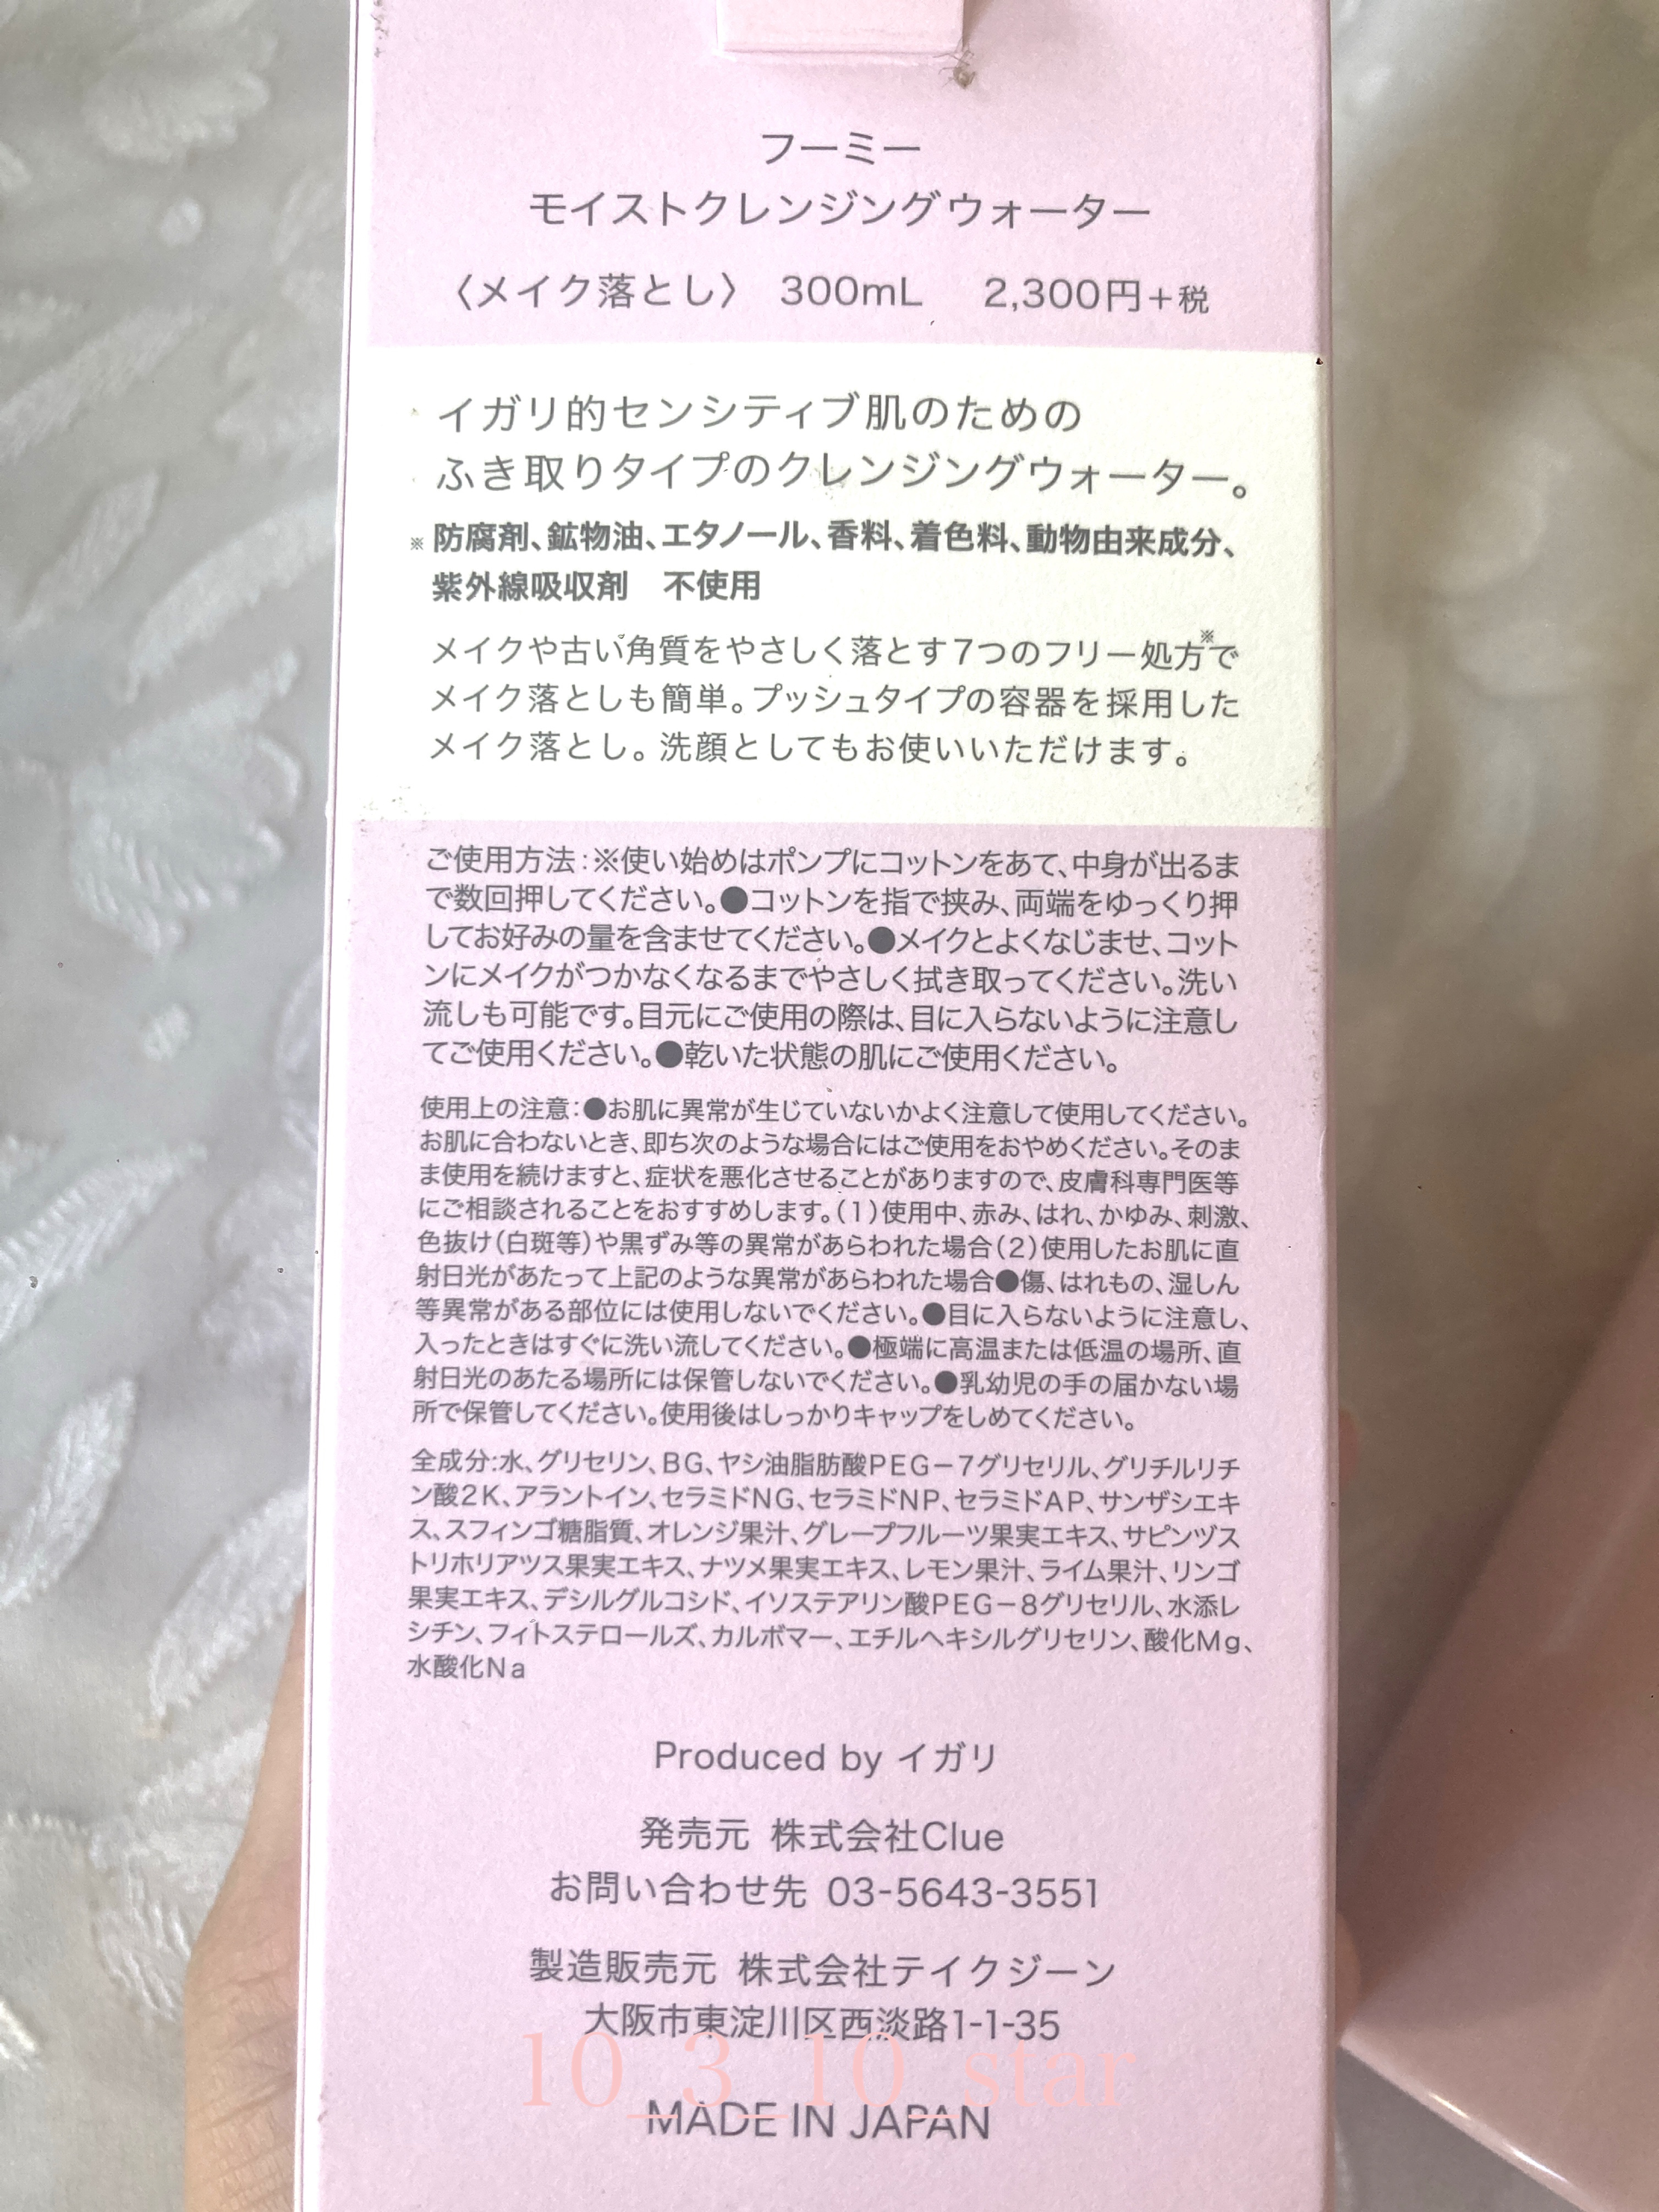 フーミー
モイストクレンジングウォーター
〈メイク落とし〉 300mL 2,300円+税
イガリ的センシティブ肌のための
ふき取りタイプのクレンジングウォーター。
※防腐剤、鉱物油、エタノール、香料、着色料、動物由来成分、
紫外線吸収剤 不使用
メイクや古い角質をやさしく落とす7つのフリー処方※で
メイク落としも簡単。プッシュタイプの容器を採用した
メイク落とし。洗顔としてもお使いいただけます。
ご使用方法:※使い始めはポンプにコットンをあて、中身が出るま
で数回押してください。●コットンを指で挟み、両端をゆっくり押
してお好みの量を含ませてください。●メイクとよくなじませ、コット
ンにメイクがつかなくなるまでやさしく拭き取ってください。洗い
流しも可能です。目元にご使用の際は、目に入らないように注意し
てご使用ください。●乾いた状態の肌にご使用ください。
使用上の注意:●お肌に異常が生じていないかよく注意して使用してください。
お肌に合わないとき、即ち次のような場合にはご使用をおやめください。そのま
ま使用を続けますと、症状を悪化させることがありますので、皮膚科専門医等
にご相談されることをおすすめします。(1)使用中、赤み、はれ、かゆみ、刺激、
色抜け(白斑等)や黒ずみ等の異常があらわれた場合(2)使用したお肌に直
射日光があたって上記のような異常があらわれた場合●傷、はれもの、湿しん
等異常がある部位には使用しないでください。●目に入らないように注意し、
入ったときはすぐに洗い流してください。●極端に高温または低温の場所、直
射日光のあたる場所には保管しないでください。●乳幼児の手の届かない場
所で保管してください。使用後はしっかりキャップをしめてください。
全成分:水、グリセリン、BG、ヤシ油脂肪酸PEG-7グリセリル、グリチルリチ
ン酸2K、アラントイン、セラミドNG、セラミドNP、セラミドAP、サンザシエキ
ス、スフィンゴ糖脂質、オレンジ果汁、グレープフルーツ果実エキス、サピンヅス
トリホリアツス果実エキス、ナツメ果実エキス、レモン果汁、ライム果汁、リンゴ
果実エキス、デシルグルコシド、イソステアリン酸PEG-8グリセリル、水添レ
シチン、フィトステロールズ、カルボマー、エチルヘキシルグリセリン、酸化Mg、
水酸化Na
Produced by イガリ
発売元 株式会社Clue
お問い合わせ先 03-5643-3551
製造販売元 株式会社テイクジーン
大阪市東淀川区西淡路1-1-35
10_3_10_star
MADE IN JAPAN